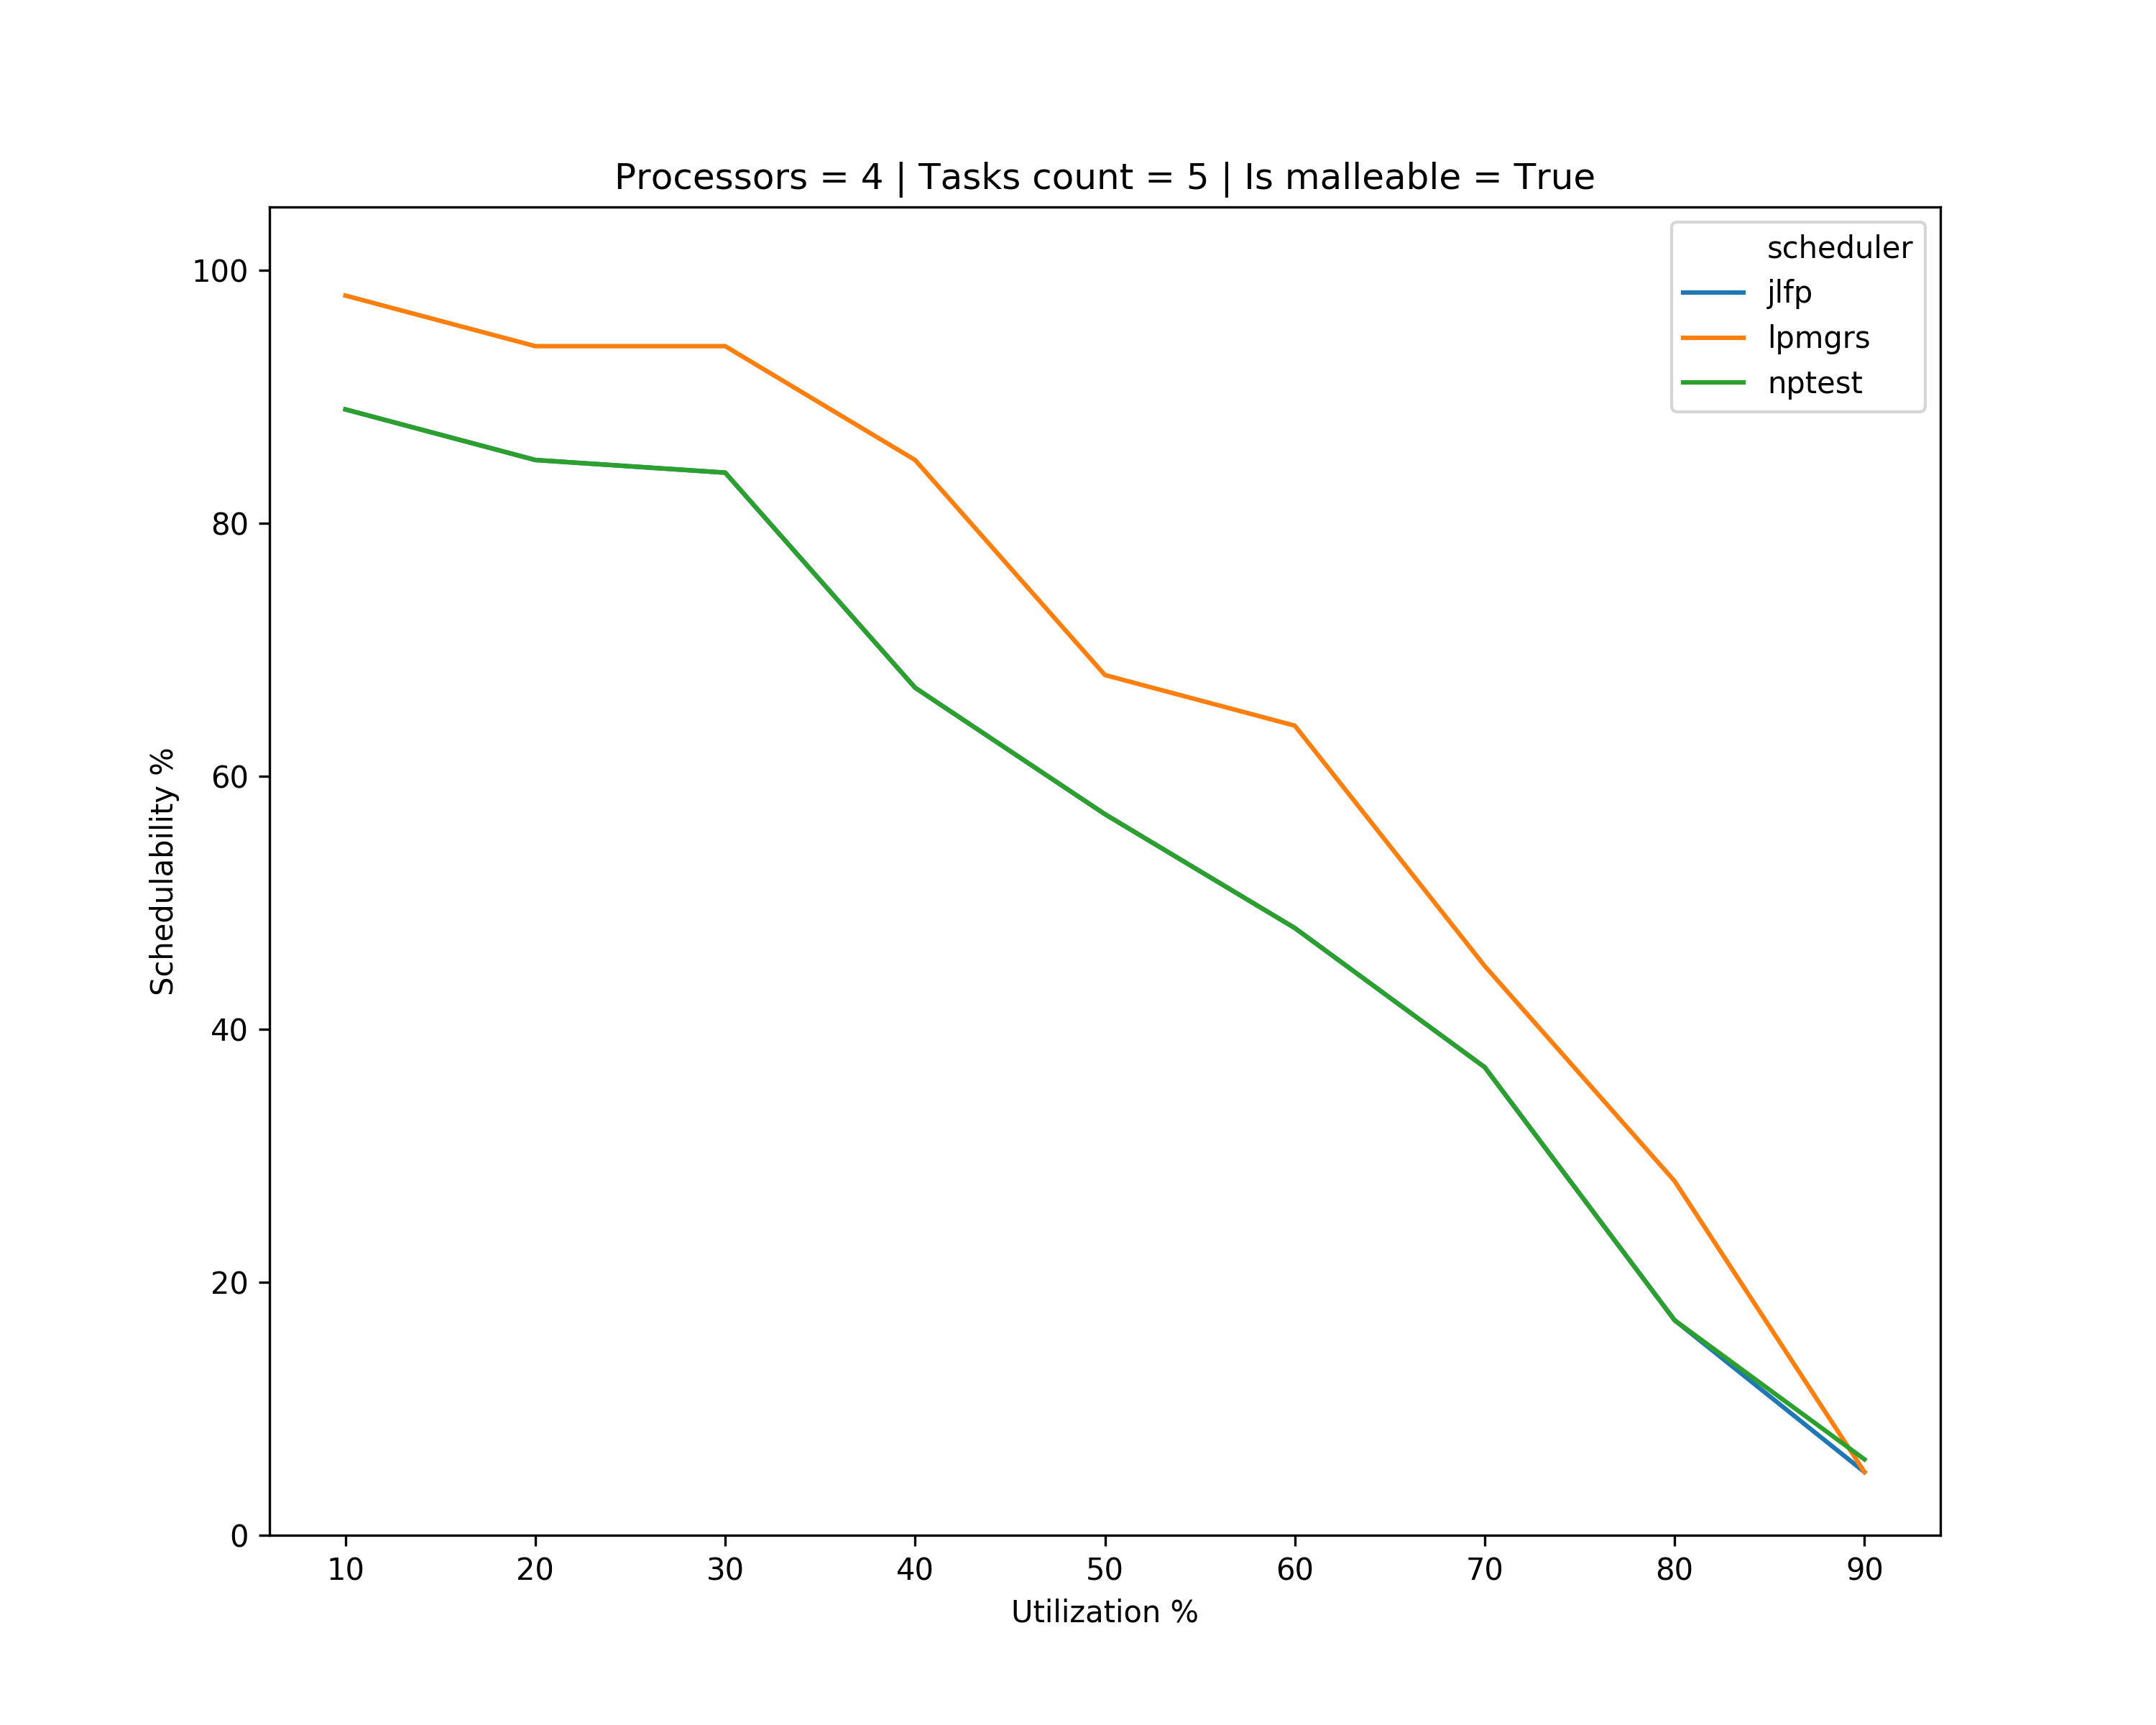 Processors = 4 | Tasks count = 5 | Is malleable = True
scheduler
jlfp
lpmgrs
nptest
Schedulability %
100
80
60
40
20
0
10 20 30 40 50 60 70 80 90
Utilization %